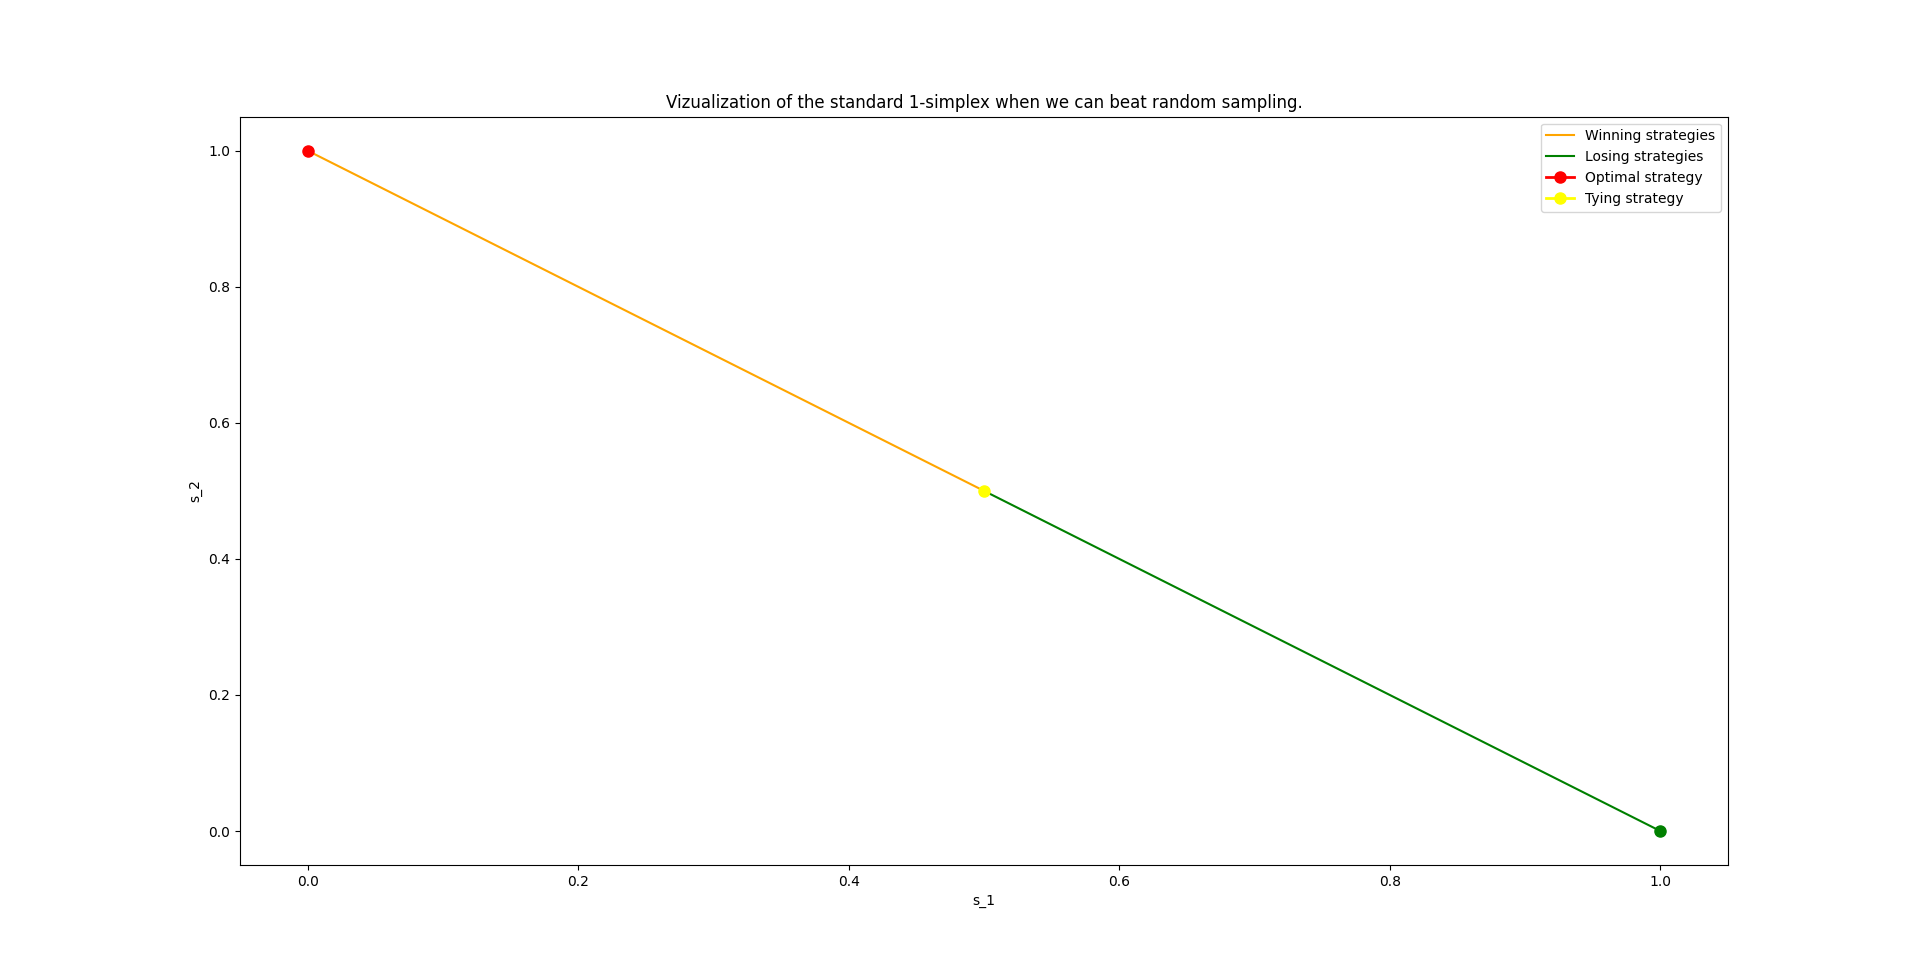 Vizualization of the standard 1-simplex when we can beat random sampling.
Winning strategies
Losing strategies
Optimal strategy
Tying strategy
1.0
0.8
0.6
s_2
0.4
0.2
0.0
0.0 0.2 0.4 0.6 0.8 1.0
s_1